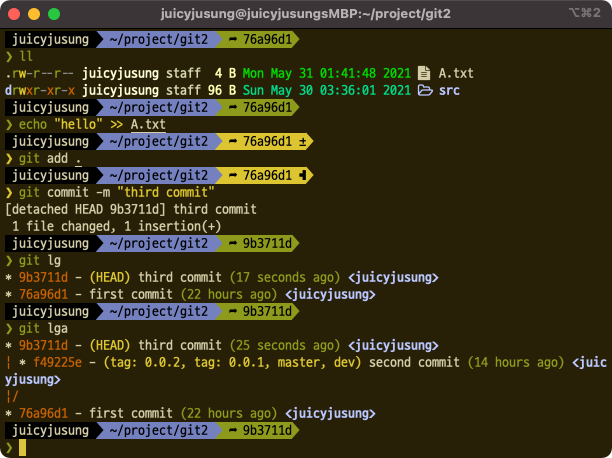 juicyjusung@juicyjusungsMBP:~/project/git2 ⌥⌘2
juicyjusung ~/project/git2 ➦ 76a96d1
❯ ll
.rw-r--r-- juicyjusung staff 4 B Mon May 31 01:41:48 2021 A.txt
drwxr-xr-x juicyjusung staff 96 B Sun May 30 03:36:01 2021 src
juicyjusung ~/project/git2 ➦ 76a96d1
❯ echo "hello" >> A.txt
juicyjusung ~/project/git2 ➦ 76a96d1 ±
❯ git add .
juicyjusung ~/project/git2 ➦ 76a96d1 ✚
❯ git commit -m "third commit"
[detached HEAD 9b3711d] third commit
1 file changed, 1 insertion(+)
juicyjusung ~/project/git2 ➦ 9b3711d
❯ git lg
* 9b3711d - (HEAD) third commit (17 seconds ago) <juicyjusung>
* 76a96d1 - first commit (22 hours ago) <juicyjusung>
juicyjusung ~/project/git2 ➦ 9b3711d
❯ git lga
* 9b3711d - (HEAD) third commit (25 seconds ago) <juicyjusung>
¦ * f49225e - (tag: 0.0.2, tag: 0.0.1, master, dev) second commit (14 hours ago) <juic
yjusung>
¦/
* 76a96d1 - first commit (22 hours ago) <juicyjusung>
juicyjusung ~/project/git2 ➦ 9b3711d
❯